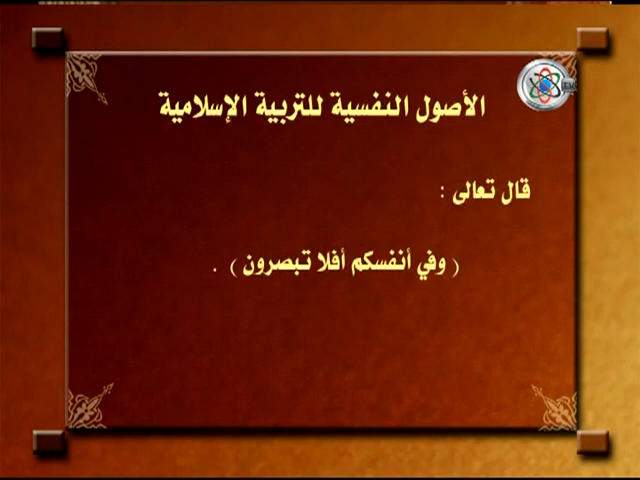 الأصول النفسية للتربية الإسلامية
قال تعالى :
( وفي أنفسكم أفلا تبصرون ) .